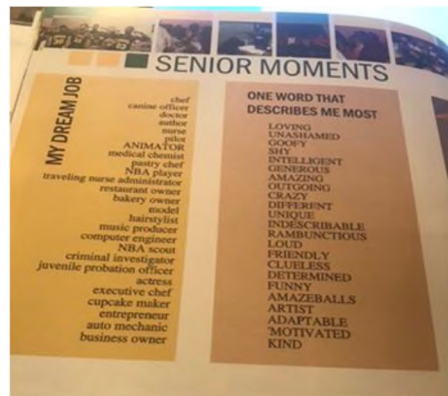 SENIOR MOMENTS
MY DREAM JOB
chef
canine officer
doctor
author
nurse
pilot
ANIMATOR
medical chemist
pastry chef
NBA player
traveling nurse administrator
restaurant owner
bakery owner
model
hairstylist
music producer
computer engineer
NBA scout
criminal investigator
juvenile probation officer
actress
executive chef
cupcake maker
entrepreneur
auto mechanic
business owner
ONE WORD THAT
DESCRIBES ME MOST
LOVING
UNASHAMED
GOOFY
SHY
INTELLIGENT
GENEROUS
AMAZING
OUTGOING
CRAZY
DIFFERENT
UNIQUE
INDESCRIBABLE
RAMBUNCTIOUS
LOUD
FRIENDLY
CLUELESS
DETERMINED
FUNNY
AMAZEBALLS
ARTIST
ADAPTABLE
'MOTIVATED
KIND